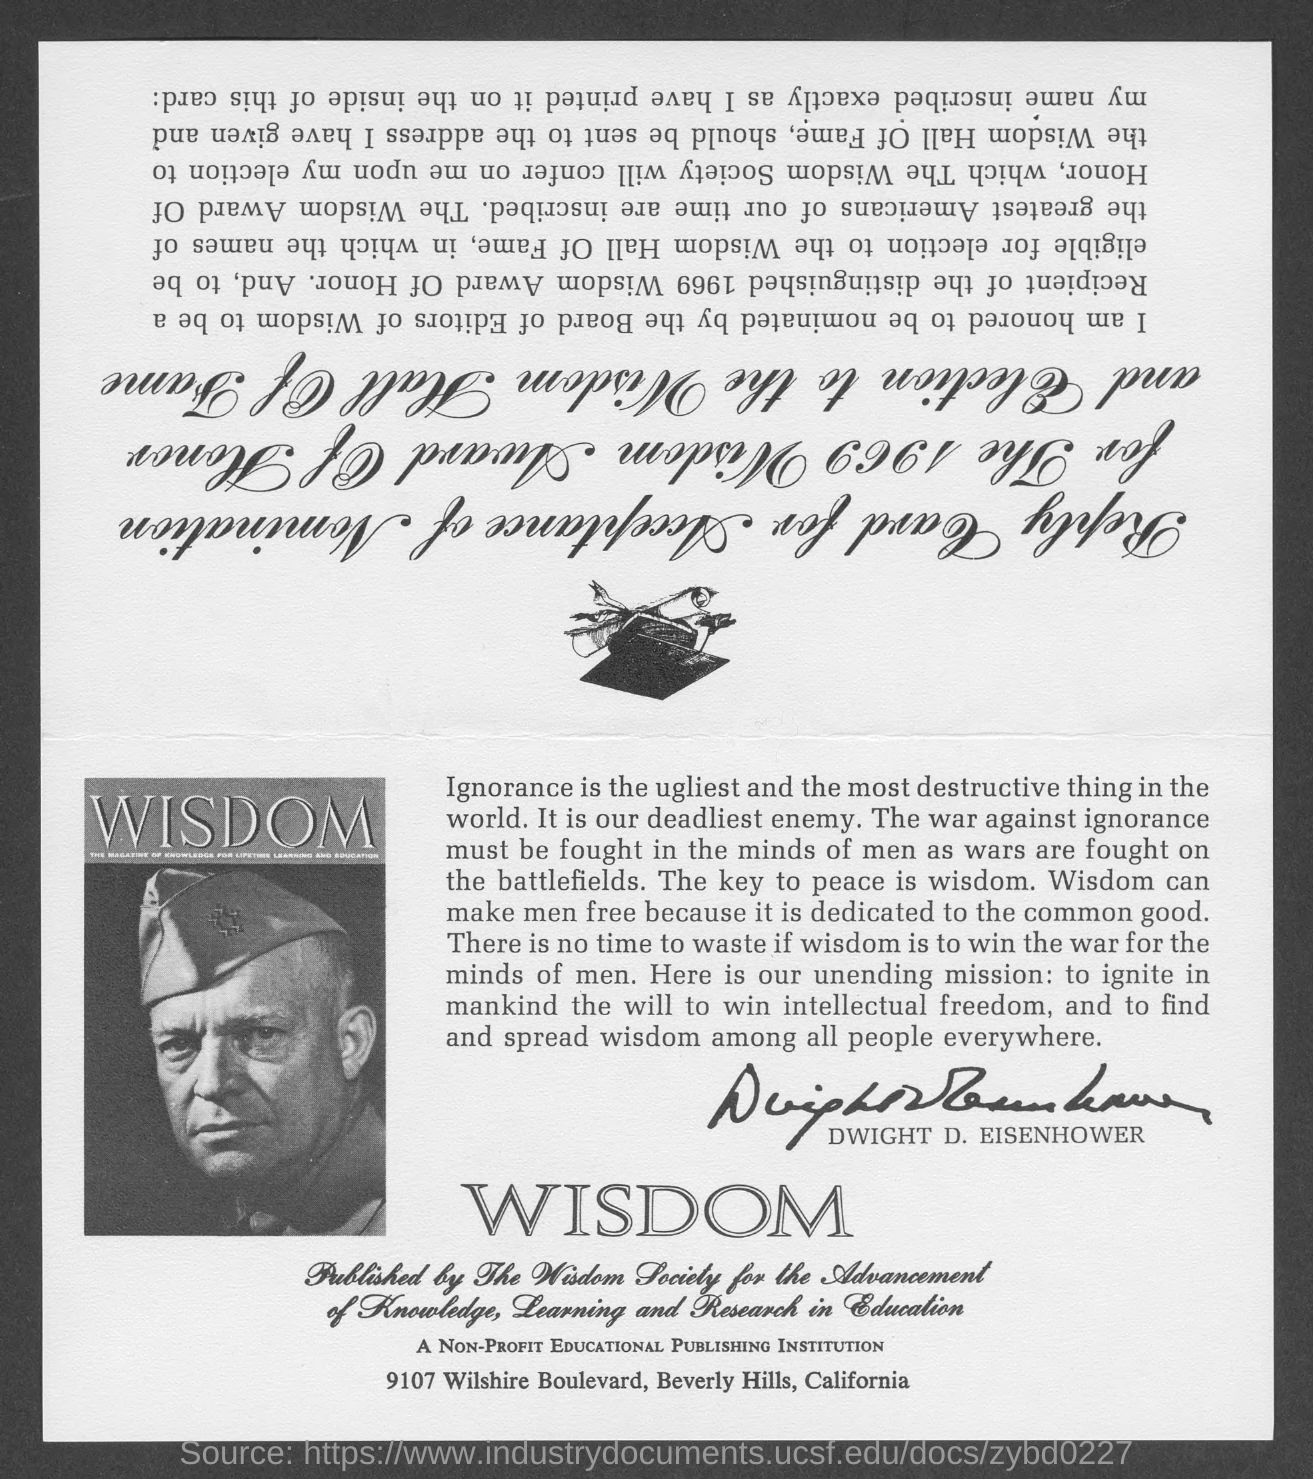 Reply Card for Acceptance of Nomination
for The 1969 Wisdom Award Of Honor
and Election to the Wisdom Hall Of Fame
I am honored to be nominated by the Board of Editors of Wisdom to be a
Recipient of the distinguished 1969 Wisdom Award Of Honor. And, to be
eligible for election to the Wisdom Hall Of Fame, in which the names of
the greatest Americans of our time are inscribed. The Wisdom Award Of
Honor, which The Wisdom Society will confer on me upon my election to
the Wisdom Hall Of Fame, should be sent to the address I have given and
my name inscribed exactly as I have printed it on the inside of this card:
WISDOM
THE MAGAZINE OF KNOWLEDGE FOR LIFETIME LEARNING AND EDUCATION
Ignorance is the ugliest and the most destructive thing in the
world. It is our deadliest enemy. The war against ignorance
must be fought in the minds of men as wars are fought on
the battlefields. The key to peace is wisdom. Wisdom can
make men free because it is dedicated to the common good.
There is no time to waste if wisdom is to win the war for the
minds of men. Here is our unending mission: to ignite in
mankind the will to win intellectual freedom, and to find
and spread wisdom among all people everywhere.
Dwight D Eisenhower
DWIGHT D. EISENHOWER
WISDOM
Published by The Wisdom Society for the Advancement
of Knowledge, Learning and Research in Education
A NON-PROFIT EDUCATIONAL PUBLISHING INSTITUTION
9107 Wilshire Boulevard, Beverly Hills, California
Source: https://www.industrydocuments.ucsf.edu/docs/zybd0227